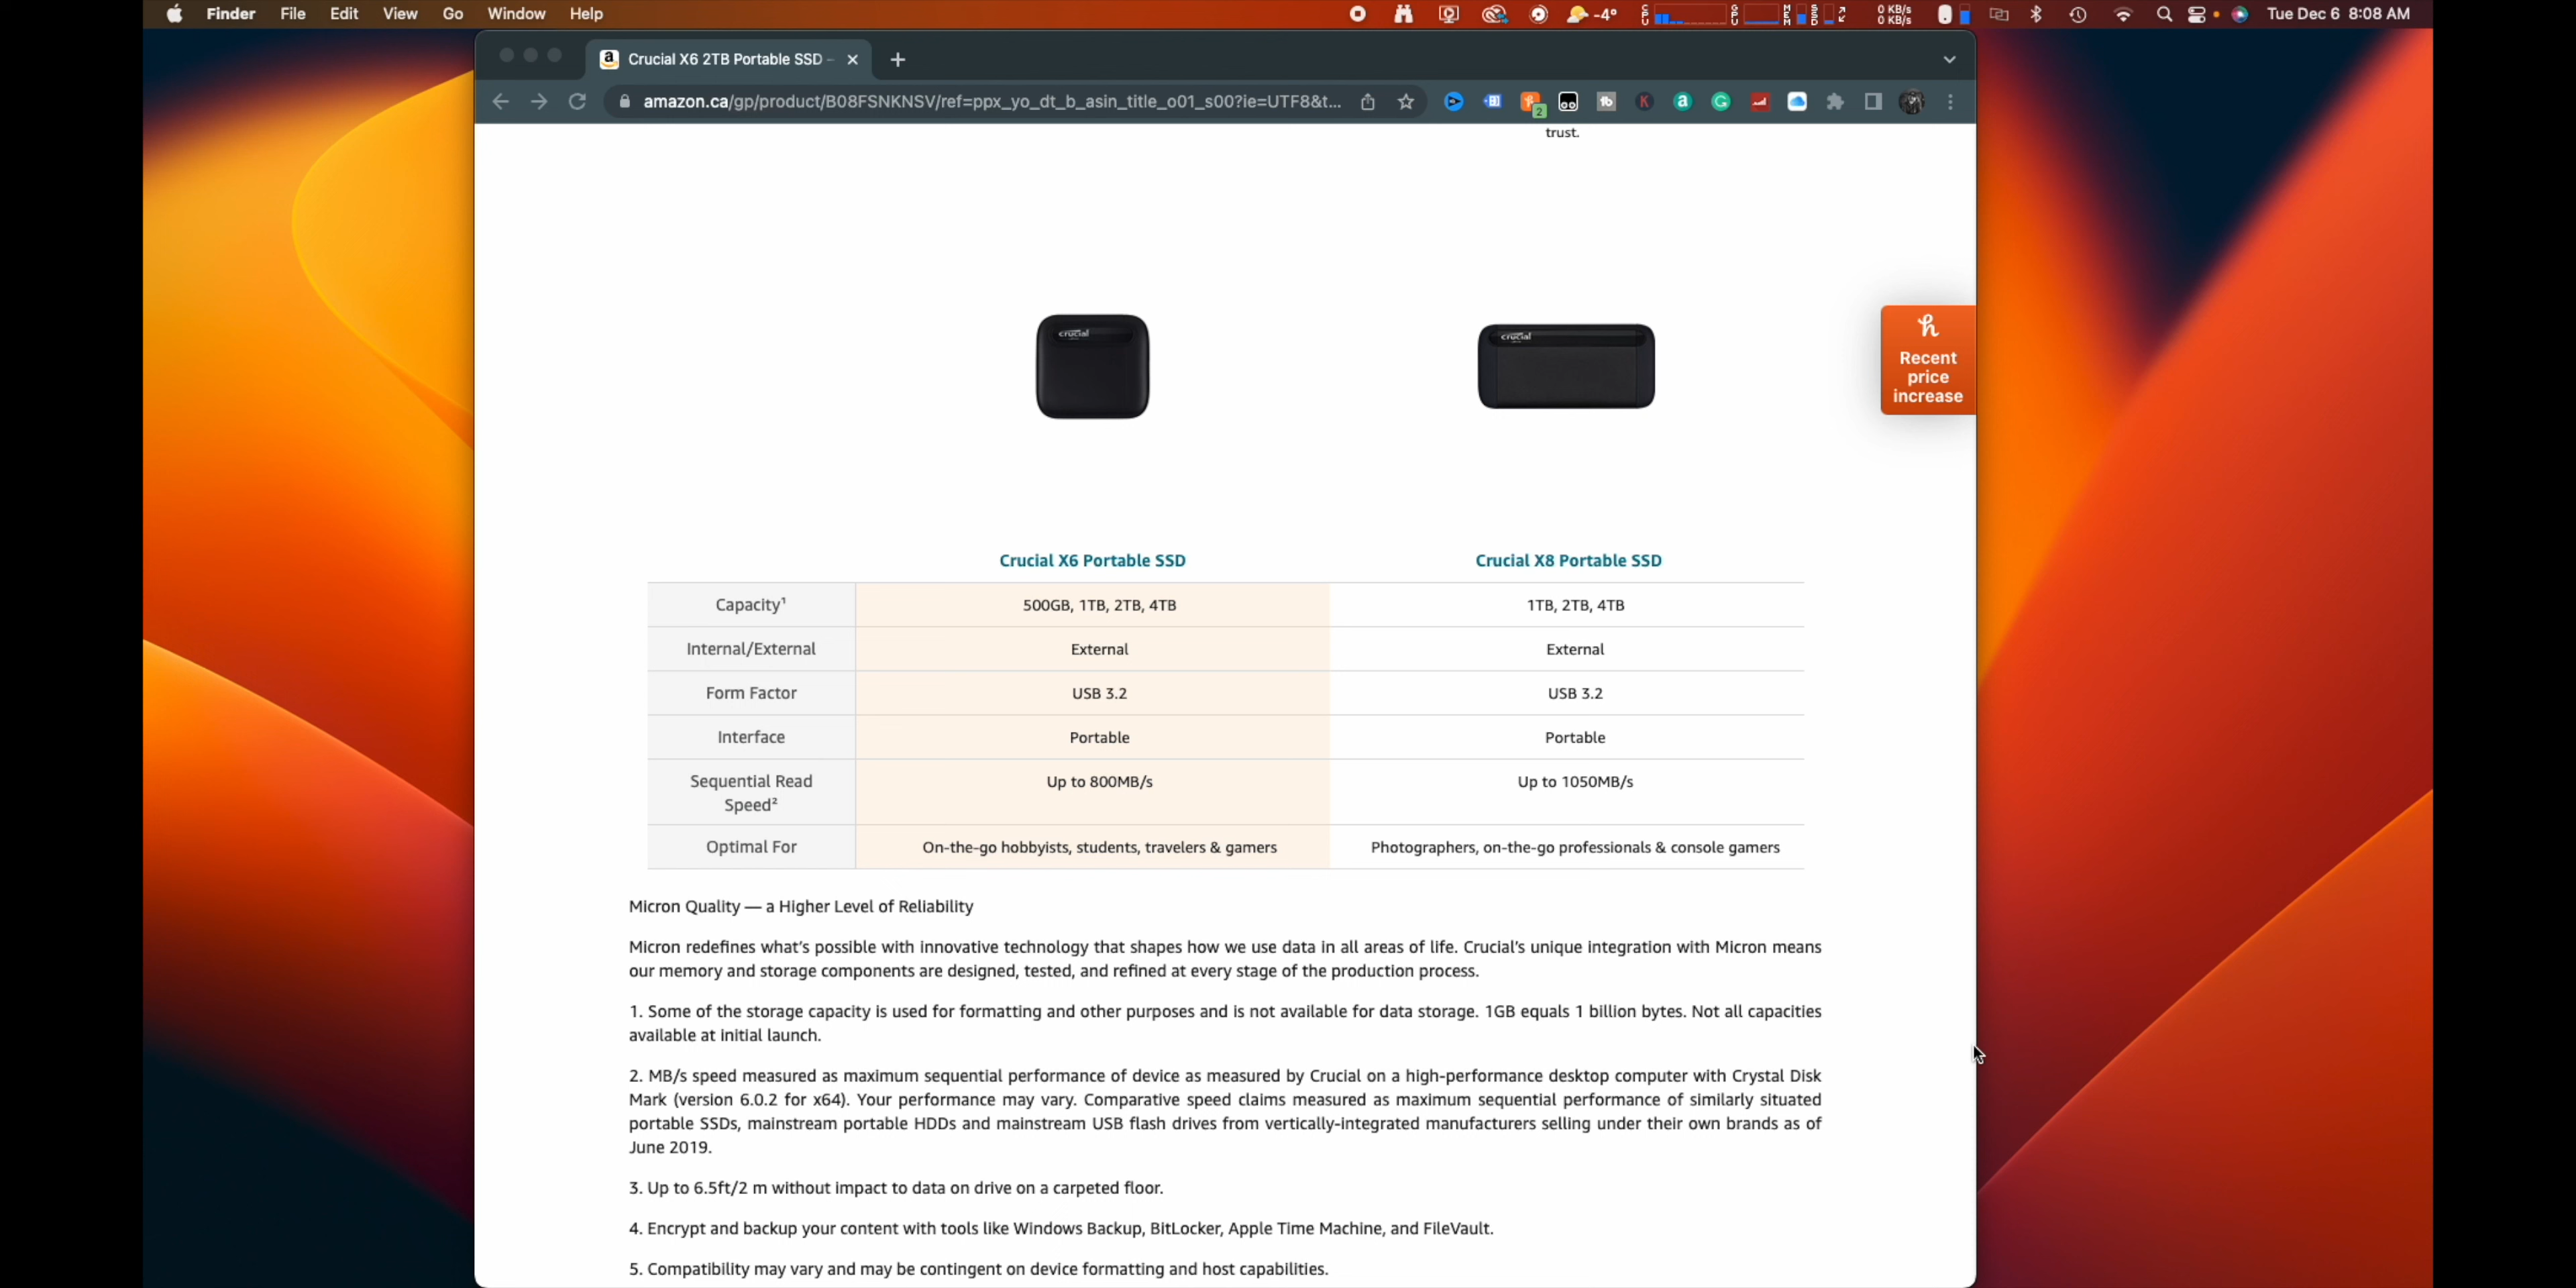 Finder File Edit View Go Window Help
-4°
CPU GPU MEM SSD
0 KB/s
0 KB/s
Tue Dec 6 8:08 AM
Crucial X6 2TB Portable SSD -
amazon.ca/gp/product/B08FSNKNSV/ref=ppx_yo_dt_b_asin_title_o01_s00?ie=UTF8&t...
2
trust.
crucial
crucial
Recent
price
increase
Crucial X6 Portable SSD Crucial X8 Portable SSD
Capacity¹ 500GB, 1TB, 2TB, 4TB 1TB, 2TB, 4TB
Internal/External External External
Form Factor USB 3.2 USB 3.2
Interface Portable Portable
Sequential Read
Speed² Up to 800MB/s Up to 1050MB/s
Optimal For On-the-go hobbyists, students, travelers & gamers Photographers, on-the-go professionals & console gamers
Micron Quality — a Higher Level of Reliability
Micron redefines what's possible with innovative technology that shapes how we use data in all areas of life. Crucial's unique integration with Micron means
our memory and storage components are designed, tested, and refined at every stage of the production process.
1. Some of the storage capacity is used for formatting and other purposes and is not available for data storage. 1GB equals 1 billion bytes. Not all capacities
available at initial launch.
2. MB/s speed measured as maximum sequential performance of device as measured by Crucial on a high-performance desktop computer with Crystal Disk
Mark (version 6.0.2 for x64). Your performance may vary. Comparative speed claims measured as maximum sequential performance of similarly situated
portable SSDs, mainstream portable HDDs and mainstream USB flash drives from vertically-integrated manufacturers selling under their own brands as of
June 2019.
3. Up to 6.5ft/2 m without impact to data on drive on a carpeted floor.
4. Encrypt and backup your content with tools like Windows Backup, BitLocker, Apple Time Machine, and FileVault.
5. Compatibility may vary and may be contingent on device formatting and host capabilities.